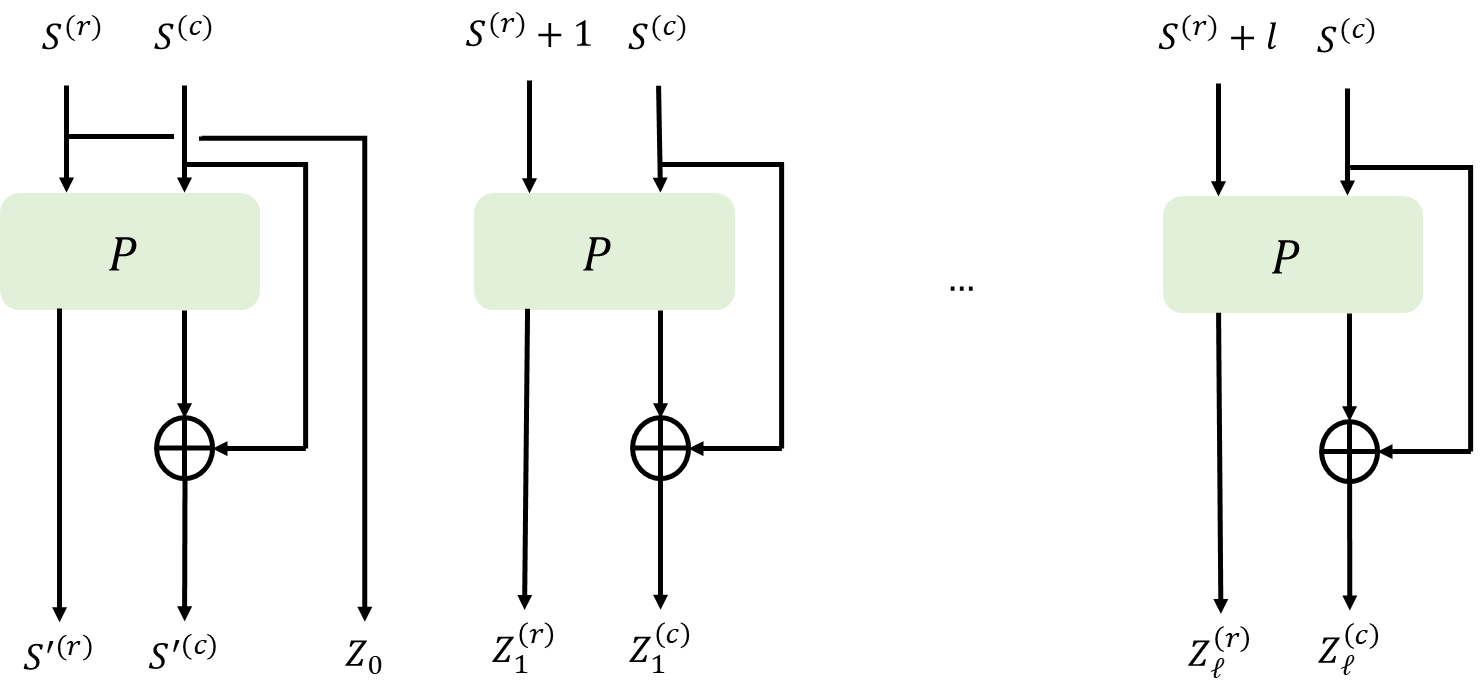 S^{(r)} S^{(c)} S^{(r)} + 1 S^{(c)} S^{(r)} + l S^{(c)}
P P ... P
S'^{(r)} S'^{(c)} Z_0 Z_1^{(r)} Z_1^{(c)} Z_ℓ^{(r)} Z_ℓ^{(c)}